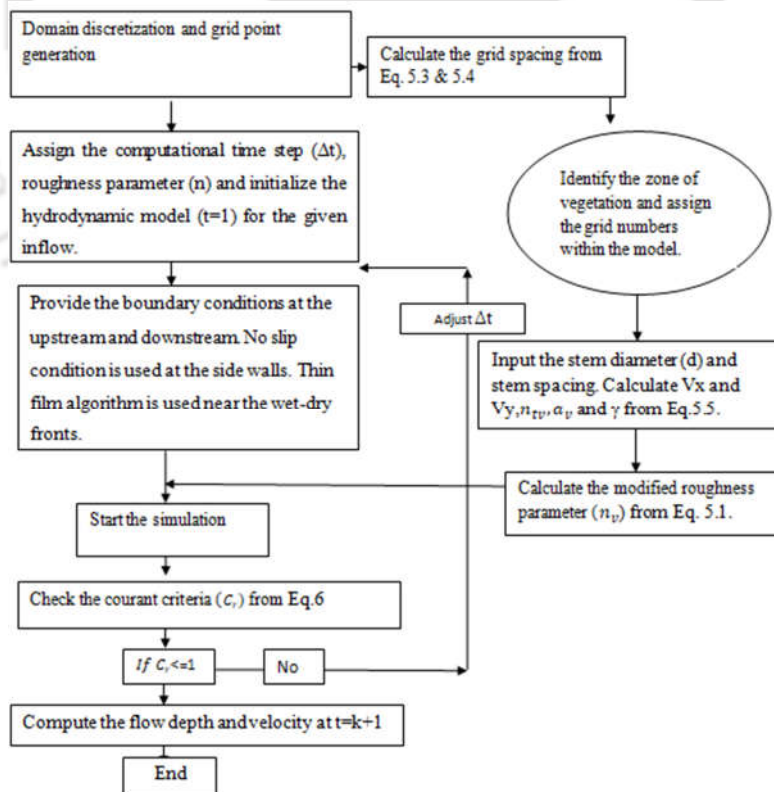 Domain discretization and grid point
generation
Calculate the grid spacing from
Eq. 5.3 & 5.4
Assign the computational time step (Δt),
roughness parameter (n) and initialize the
hydrodynamic model (t=1) for the given
inflow.
Identify the zone of
vegetation and assign
the grid numbers
within the model.
Provide the boundary conditions at the
upstream and downstream. No slip
condition is used at the side walls. Thin
film algorithm is used near the wet-dry
fronts.
Adjust Δt
Input the stem diameter (d) and
stem spacing. Calculate Vx and
Vy, n_tv, a_v and γ from Eq.5.5.
Calculate the modified roughness
parameter (n_v) from Eq. 5.1.
Start the simulation
Check the courant criteria (C_r) from Eq.6
If C_r<=1
No
Compute the flow depth and velocity at t=k+1
End